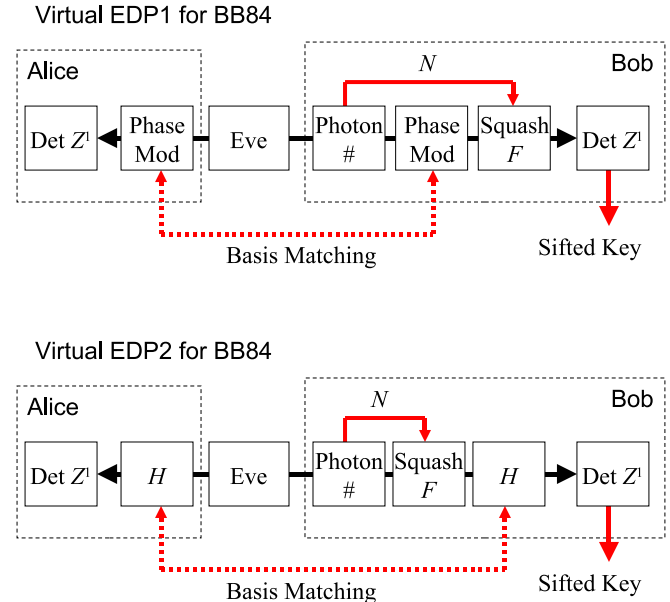 Virtual EDP1 for BB84
Alice
Bob
N
Det Z¹
Phase
Mod
Eve
Photon
#
Phase
Mod
Squash
F
Det Z¹
Basis Matching
Sifted Key
Virtual EDP2 for BB84
Alice
Bob
N
Det Z¹
H
Eve
Photon
#
Squash
F
H
Det Z¹
Basis Matching
Sifted Key